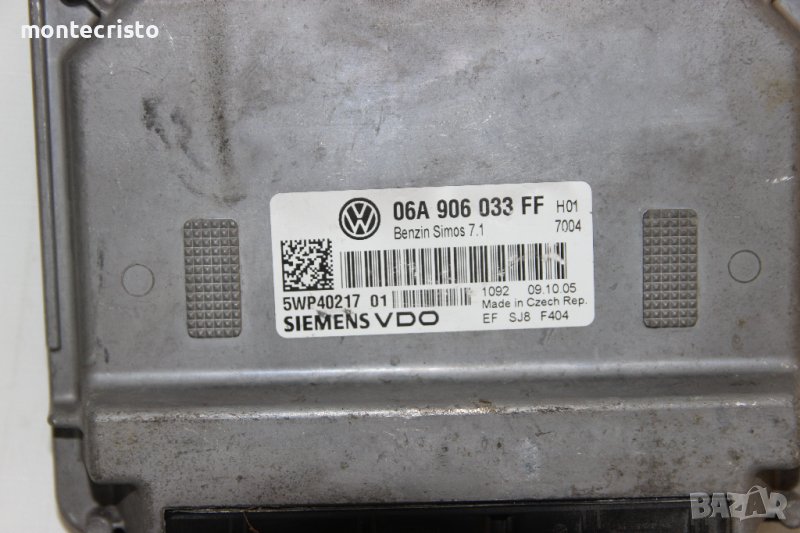 montecristo
06A 906 033 FF H01
Benzin Simos 7.1 7004
5WP40217 01 1092 09.10.05
Made in Czech Rep.
SIEMENS VDO EF SJ8 F404
BAZAR